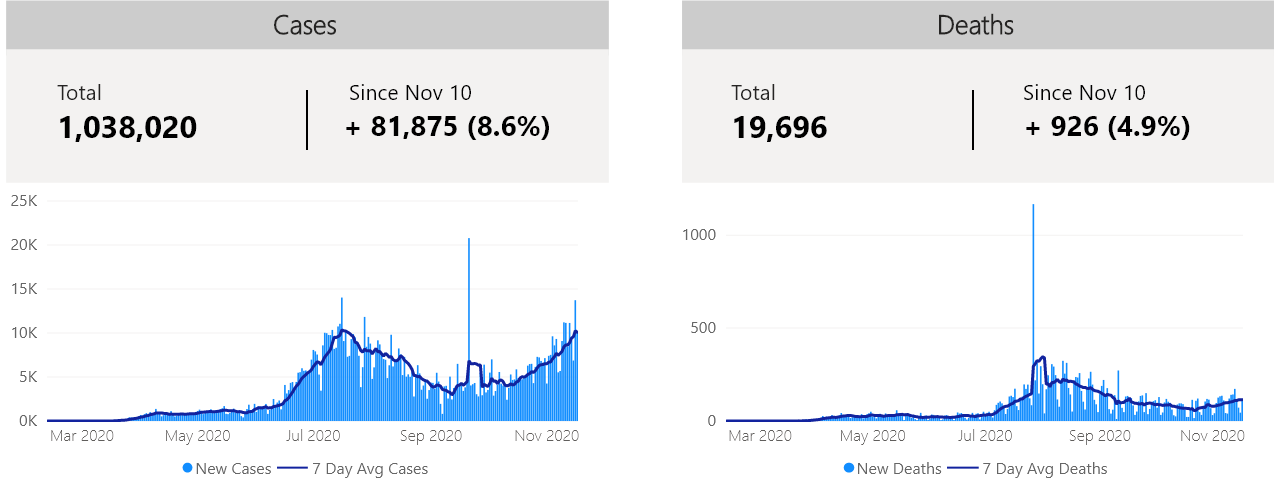 Cases
Total
Since Nov 10
1,038,020
+ 81,875 (8.6%)
25K
20K
15K
10K
5K
0K
Mar 2020 May 2020 Jul 2020 Sep 2020 Nov 2020
New Cases 7 Day Avg Cases
Deaths
Total
Since Nov 10
19,696
+ 926 (4.9%)
1000
500
0
Mar 2020 May 2020 Jul 2020 Sep 2020 Nov 2020
New Deaths 7 Day Avg Deaths